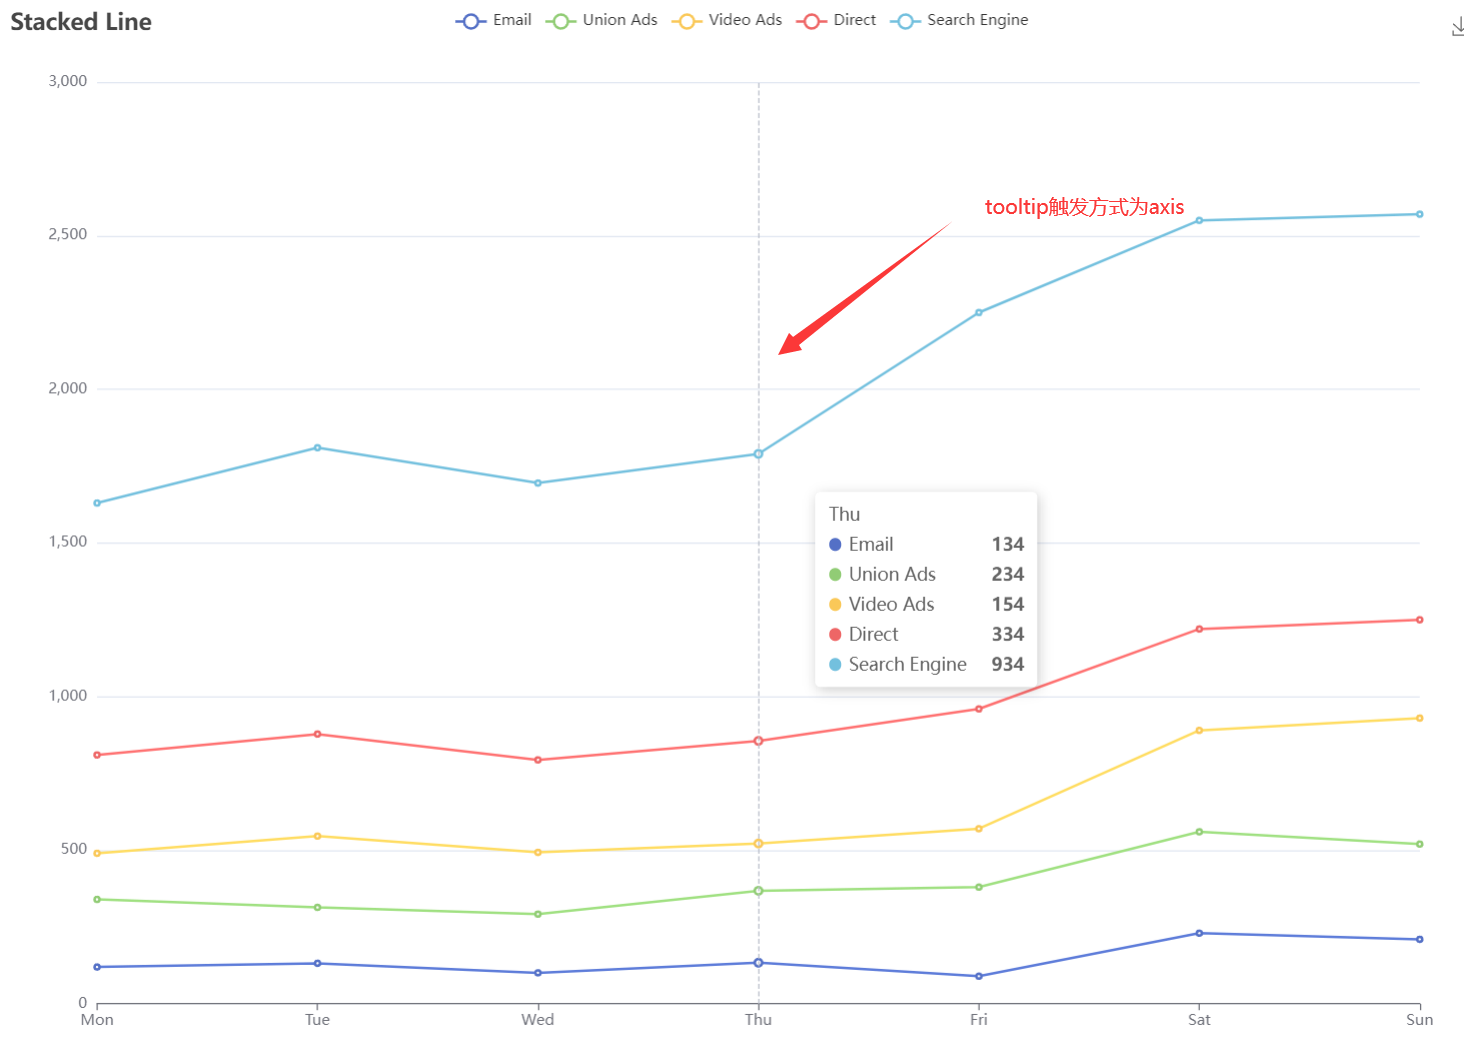 Stacked Line
Email
Union Ads
Video Ads
Direct
Search Engine
3,000
2,500
2,000
1,500
1,000
500
0
tooltip触发方式为axis
Thu
Email 134
Union Ads 234
Video Ads 154
Direct 334
Search Engine 934
Mon
Tue
Wed
Thu
Fri
Sat
Sun